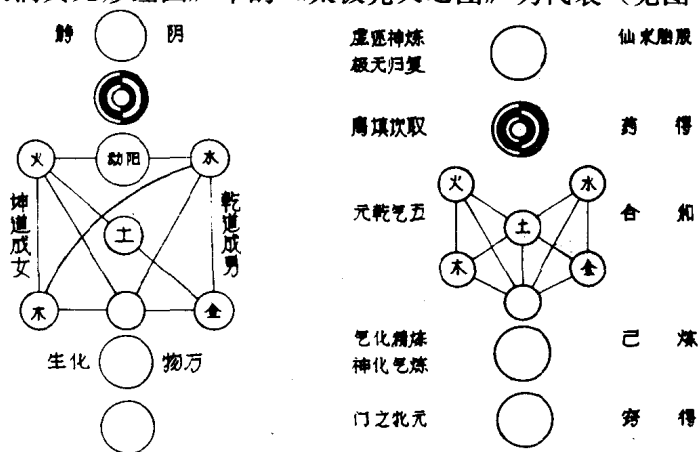 静 阴
火 动阳 水
坤道成女
乾道成男
土
木 金
生化 物万
虚还神炼 仙求胎脱
极无归复
离填坎取 药 得
火 水
元乾气五 合 和
土
木 金
气化精炼 己 炼
神化气炼
门之牝元 窍 得